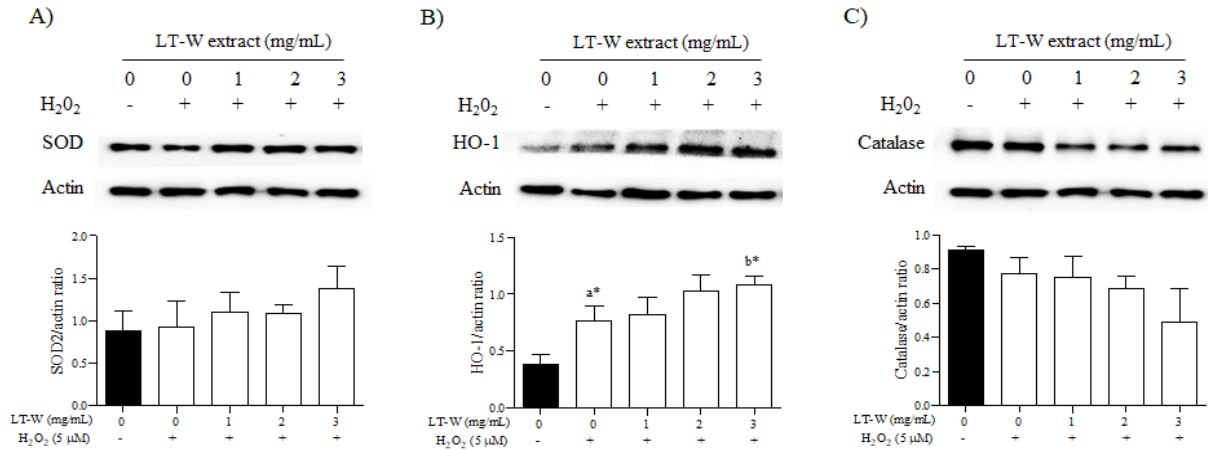 A)
LT-W extract (mg/mL)
0 0 1 2 3
H₂0₂ - + + + +
SOD
Actin
SOD2/actin ratio
2.0
1.5
1.0
0.5
0.0
LT-W (mg/mL) 0 0 1 2 3
H₂O₂ (5 µM) - + + + +
B)
LT-W extract (mg/mL)
0 0 1 2 3
H₂0₂ - + + + +
HO-1
Actin
HO-1/actin ratio
1.5
1.0
0.5
0.0
a*
b*
LT-W (mg/mL) 0 0 1 2 3
H₂O₂ (5 µM) - + + + +
C)
LT-W extract (mg/mL)
0 0 1 2 3
H₂0₂ - + + + +
Catalase
Actin
Catalase/actin ratio
1.0
0.8
0.6
0.4
0.2
0.0
LT-W (mg/mL) 0 0 1 2 3
H₂O₂ (5 µM) - + + + +